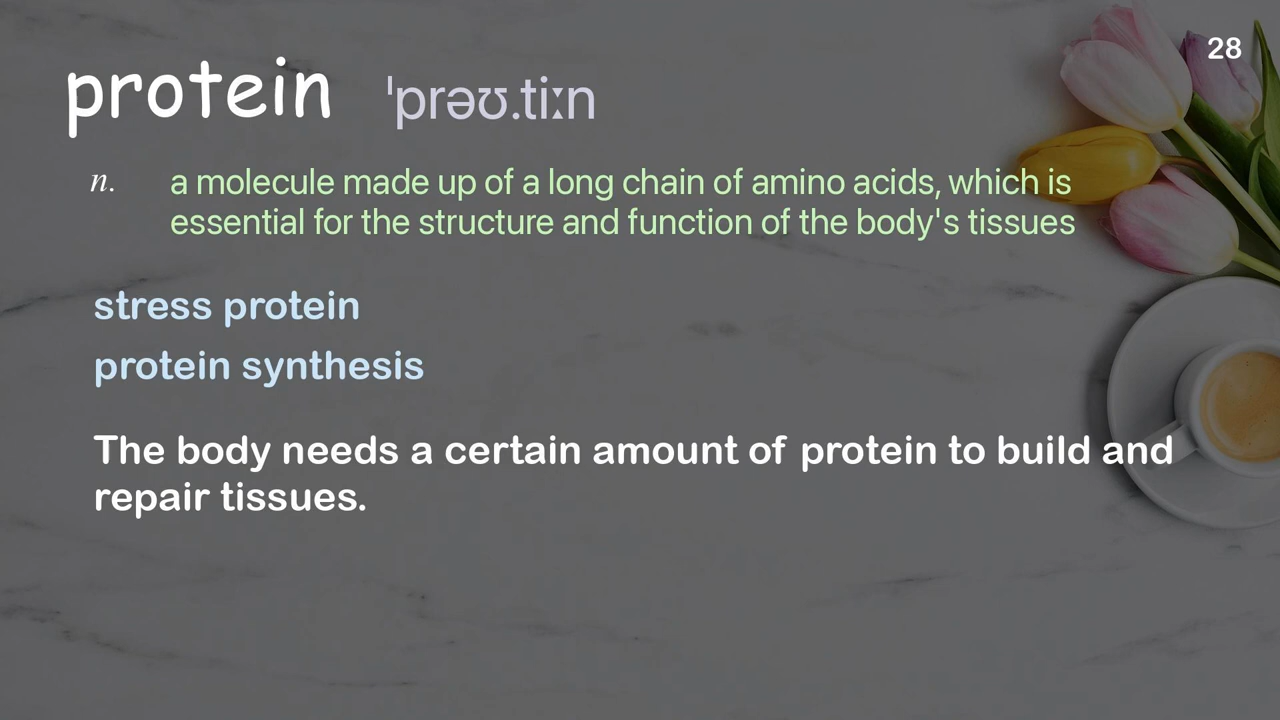 28
protein ˈprəʊ.tiːn
n. a molecule made up of a long chain of amino acids, which is
essential for the structure and function of the body's tissues
stress protein
protein synthesis
The body needs a certain amount of protein to build and
repair tissues.